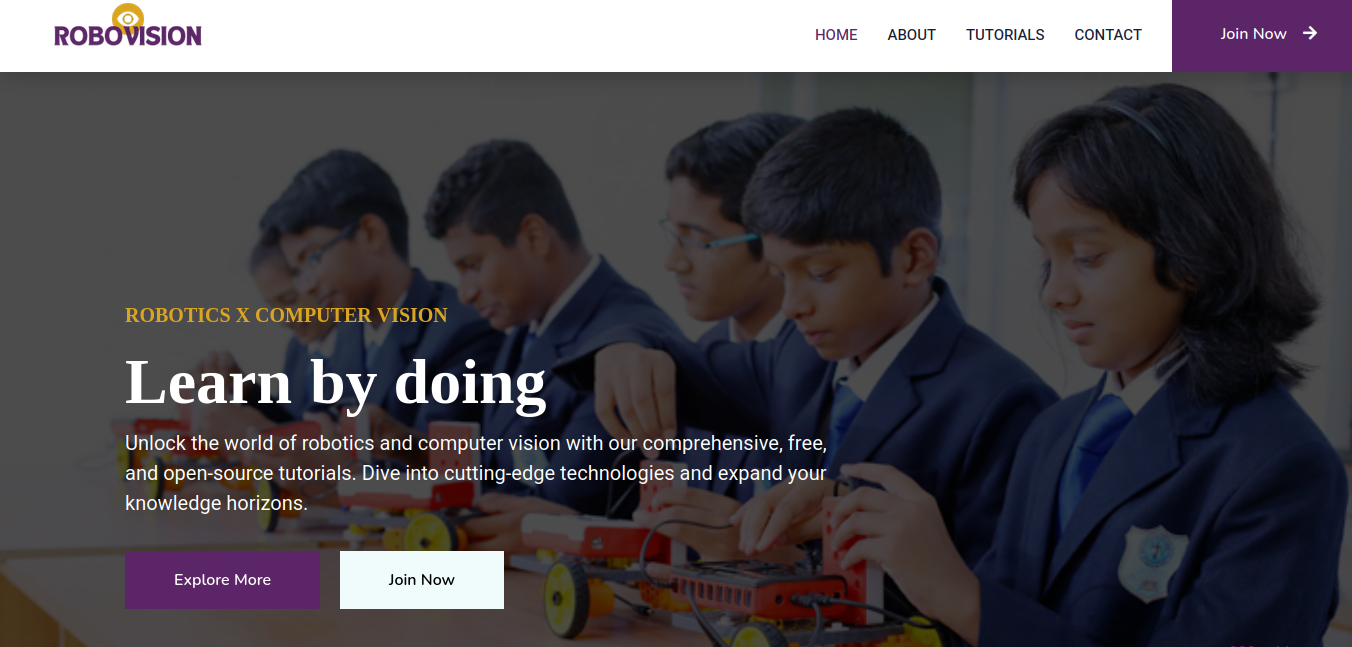 ROBOVISION
HOME ABOUT TUTORIALS CONTACT Join Now
ROBOTICS X COMPUTER VISION
Learn by doing
Unlock the world of robotics and computer vision with our comprehensive, free,
and open-source tutorials. Dive into cutting-edge technologies and expand your
knowledge horizons.
Explore More Join Now